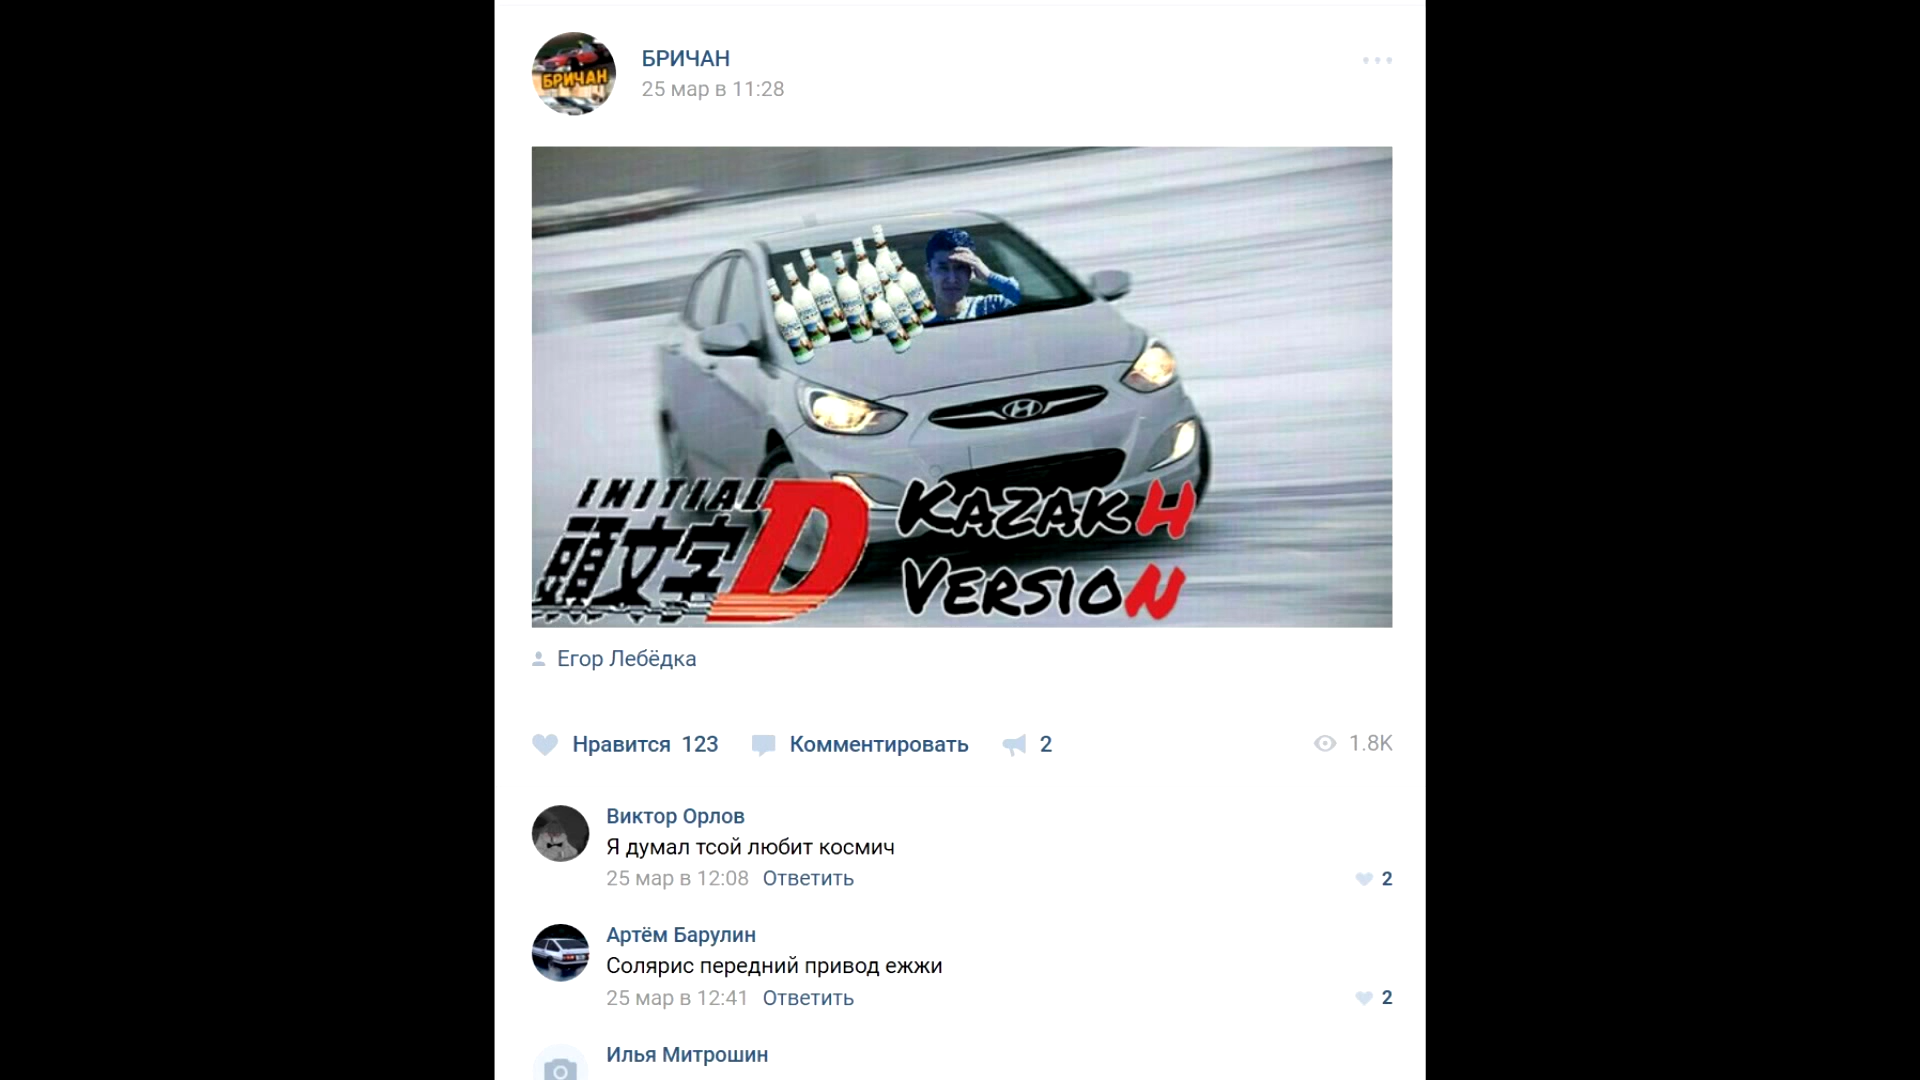 БРИЧАН
БРИЧАН
25 мар в 11:28
INITIAL D
頭文字
KAZAKH
VERSION
Егор Лебёдка
Нравится 123 Комментировать 2 1.8K
Виктор Орлов
Я думал тсой любит космич
25 мар в 12:08 Ответить 2
Артём Барулин
Солярис передний привод ежжи
25 мар в 12:41 Ответить 2
Илья Митрошин